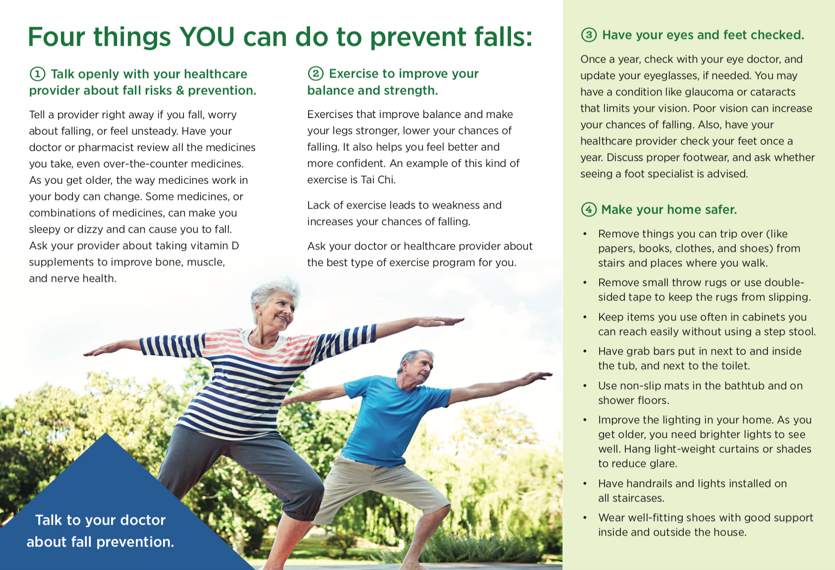 Four things YOU can do to prevent falls:
1 Talk openly with your healthcare
provider about fall risks & prevention.
Tell a provider right away if you fall, worry
about falling, or feel unsteady. Have your
doctor or pharmacist review all the medicines
you take, even over-the-counter medicines.
As you get older, the way medicines work in
your body can change. Some medicines, or
combinations of medicines, can make you
sleepy or dizzy and can cause you to fall.
Ask your provider about taking vitamin D
supplements to improve bone, muscle,
and nerve health.
2 Exercise to improve your
balance and strength.
Exercises that improve balance and make
your legs stronger, lower your chances of
falling. It also helps you feel better and
more confident. An example of this kind of
exercise is Tai Chi.
Lack of exercise leads to weakness and
increases your chances of falling.
Ask your doctor or healthcare provider about
the best type of exercise program for you.
3 Have your eyes and feet checked.
Once a year, check with your eye doctor, and
update your eyeglasses, if needed. You may
have a condition like glaucoma or cataracts
that limits your vision. Poor vision can increase
your chances of falling. Also, have your
healthcare provider check your feet once a
year. Discuss proper footwear, and ask whether
seeing a foot specialist is advised.
4 Make your home safer.
• Remove things you can trip over (like
papers, books, clothes, and shoes) from
stairs and places where you walk.
• Remove small throw rugs or use double-
sided tape to keep the rugs from slipping.
• Keep items you use often in cabinets you
can reach easily without using a step stool.
• Have grab bars put in next to and inside
the tub, and next to the toilet.
• Use non-slip mats in the bathtub and on
shower floors.
• Improve the lighting in your home. As you
get older, you need brighter lights to see
well. Hang light-weight curtains or shades
to reduce glare.
• Have handrails and lights installed on
all staircases.
• Wear well-fitting shoes with good support
inside and outside the house.
Talk to your doctor
about fall prevention.